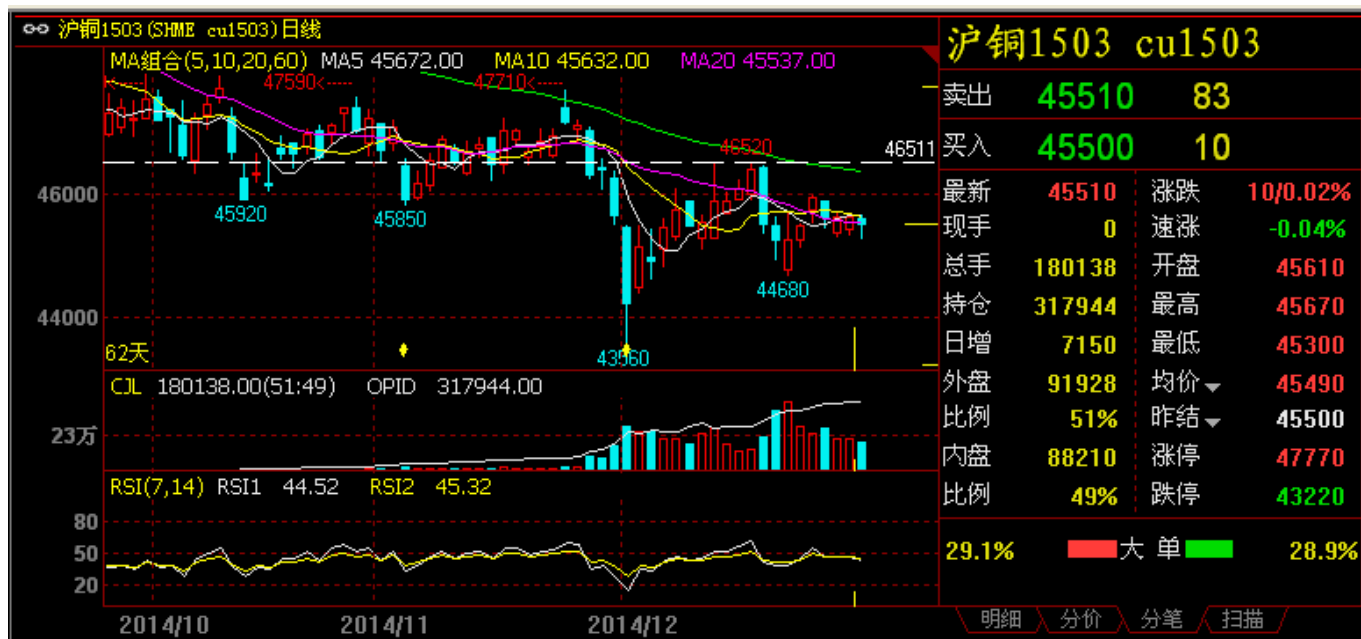 沪铜1503(SHME cu1503)日线
MA组合(5,10,20,60) MA5 45672.00 MA10 45632.00 MA20 45537.00
47590 47710
46520
46511
46000
45920
45850
44680
44000
43560
62天
CJL 180138.00(51:49) OPID 317944.00
23万
RSI(7,14) RSI1 44.52 RSI2 45.32
80
50
20
2014/10 2014/11 2014/12
沪铜1503 cu1503
卖出 45510 83
买入 45500 10
最新 45510 涨跌 10/0.02%
现手 0 速涨 -0.04%
总手 180138 开盘 45610
持仓 317944 最高 45670
日增 7150 最低 45300
外盘 91928 均价 45490
比例 51% 昨结 45500
内盘 88210 涨停 47770
比例 49% 跌停 43220
29.1% 大 单 28.9%
明细 分价 分笔 扫描